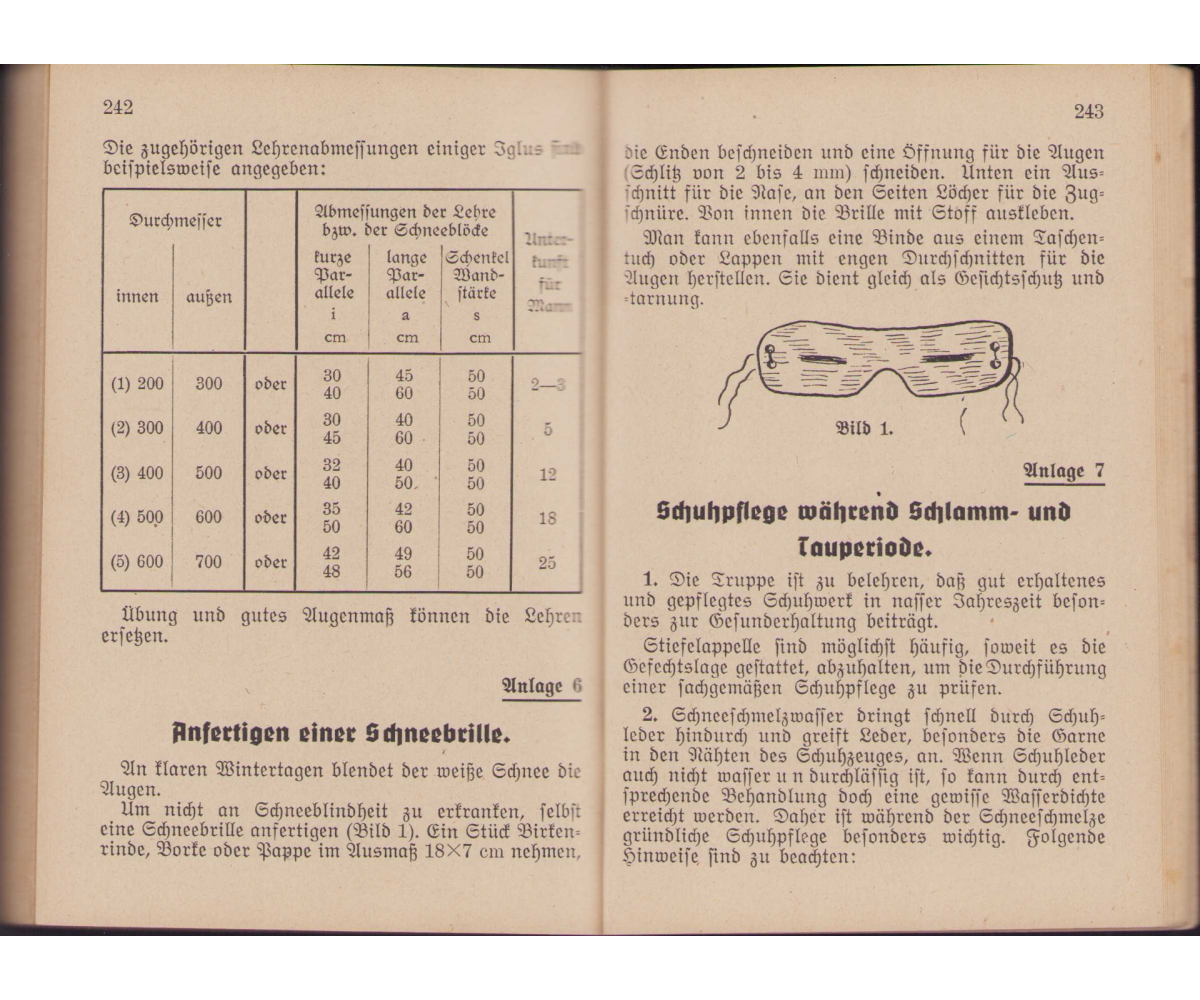 242
Die zugehörigen Lehrenabmessungen einiger Iglus sind
beispielsweise angegeben:
Durchmesser
Abmessungen der Lehre
bzw. der Schneeblöcke
Unter-
kunft
für
Mann
innen außen
kurze lange Schenkel
Par- Par- Wand-
allele allele stärke
i a s
cm cm cm
(1) 200 300 oder 30 45 50 2—3
40 60 50
(2) 300 400 oder 30 40 50 5
45 60 50
(3) 400 500 oder 32 40 50 12
40 50 50
(4) 500 600 oder 35 42 50 18
50 60 50
(5) 600 700 oder 42 49 50 25
48 56 50
Übung und gutes Augenmaß können die Lehren
ersetzen.
Anlage 6
Anfertigen einer Schneebrille.
An klaren Wintertagen blendet der weiße Schnee die
Augen.
Um nicht an Schneeblindheit zu erkranken, selbst
eine Schneebrille anfertigen (Bild 1). Ein Stück Birken-
rinde, Borke oder Pappe im Ausmaß 18×7 cm nehmen,
243
die Enden beschneiden und eine Öffnung für die Augen
(Schlitz von 2 bis 4 mm) schneiden. Unten ein Aus-
schnitt für die Nase, an den Seiten Löcher für die Zug-
schnüre. Von innen die Brille mit Stoff auskleben.
Man kann ebenfalls eine Binde aus einem Taschen-
tuch oder Lappen mit engen Durchschnitten für die
Augen herstellen. Sie dient gleich als Gesichtsschutz und
-tarnung.
Bild 1.
Anlage 7
Schuhpflege während Schlamm- und
Tauperiode.
1. Die Truppe ist zu belehren, daß gut erhaltenes
und gepflegtes Schuhwerk in nasser Jahreszeit beson-
ders zur Gesunderhaltung beiträgt.
Stiefelappelle sind möglichst häufig, soweit es die
Gefechtslage gestattet, abzuhalten, um die Durchführung
einer sachgemäßen Schuhpflege zu prüfen.
2. Schneeschmelzwasser dringt schnell durch Schuh-
leder hindurch und greift Leder, besonders die Garne
in den Nähten des Schuhzeuges, an. Wenn Schuhleder
auch nicht wasser u n durchlässig ist, so kann durch ent-
sprechende Behandlung doch eine gewisse Wasserdichte
erreicht werden. Daher ist während der Schneeschmelze
gründliche Schuhpflege besonders wichtig. Folgende
Hinweise sind zu beachten: